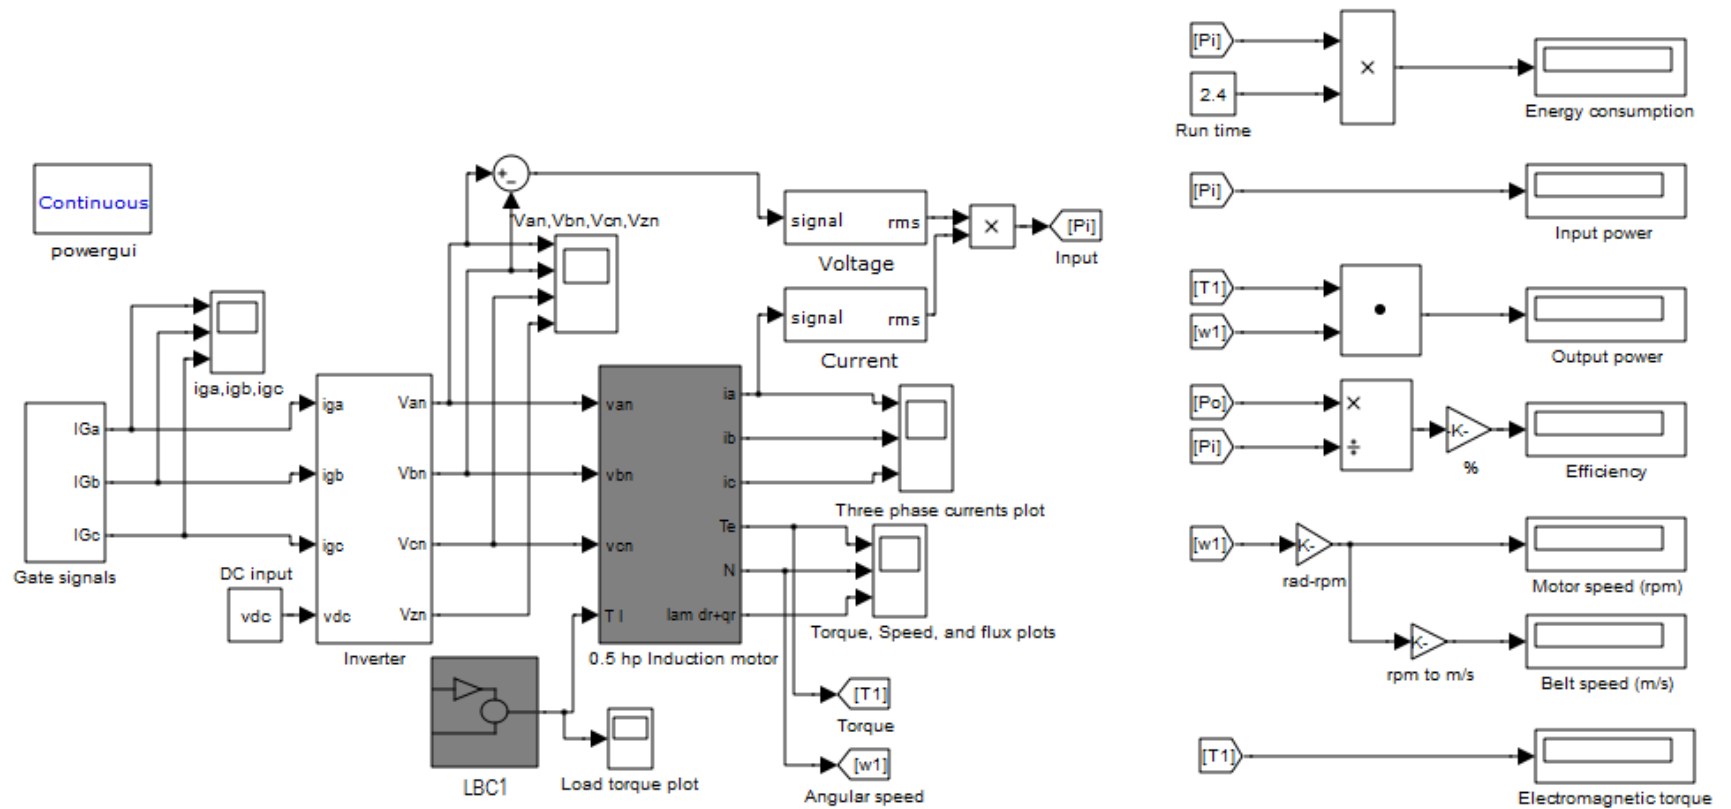 [Pi]
2.4
Run time
×
Energy consumption
Continuous
powergui
+
_
Van,Vbn,Vcn,Vzn
signal rms
Voltage
×
[Pi]
Input
[Pi]
Input power
signal rms
Current
[T1]
[w1]
Output power
iga,igb,igc
IGa
IGb
IGc
Gate signals
DC input
vdc
iga
igb
igc
vdc
Van
Vbn
Vcn
Vzn
Inverter
van
vbn
vcn
T l
ia
ib
ic
Te
N
lam dr+qr
0.5 hp Induction motor
Three phase currents plot
Torque, Speed, and flux plots
[Po]
[Pi]
×
÷
-K-
%
Efficiency
[w1]
K-
rad-rpm
Motor speed (rpm)
K-
rpm to m/s
Belt speed (m/s)
LBC1
Load torque plot
[T1]
Torque
[w1]
Angular speed
[T1]
Electromagnetic torque